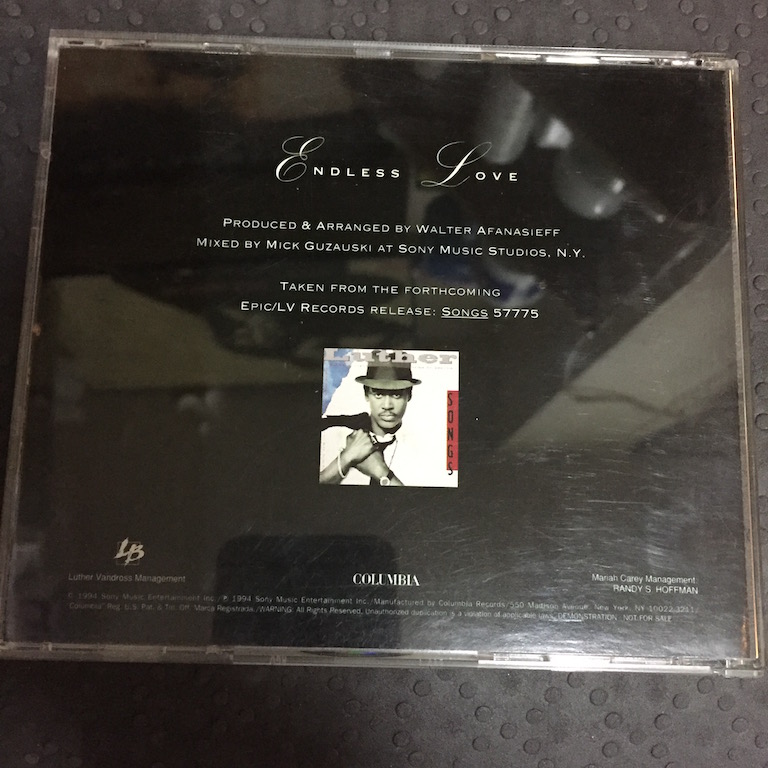 ENDLESS LOVE
PRODUCED & ARRANGED BY WALTER AFANASIEFF
MIXED BY MICK GUZAUSKI AT SONY MUSIC STUDIOS, N.Y.
TAKEN FROM THE FORTHCOMING
EPIC/LV RECORDS RELEASE: SONGS 57775
Luther
SONGS
LB
Luther Vandross Management
COLUMBIA
Mariah Carey Management:
RANDY S. HOFFMAN
© 1994 Sony Music Entertainment Inc./℗ 1994 Sony Music Entertainment Inc./Manufactured by Columbia Records/550 Madison Avenue, New York, NY 10022-3211/
"Columbia" Reg. U.S. Pat. & Tm. Off. Marca Registrada./WARNING: All Rights Reserved. Unauthorized duplication is a violation of applicable laws. DEMONSTRATION - NOT FOR SALE